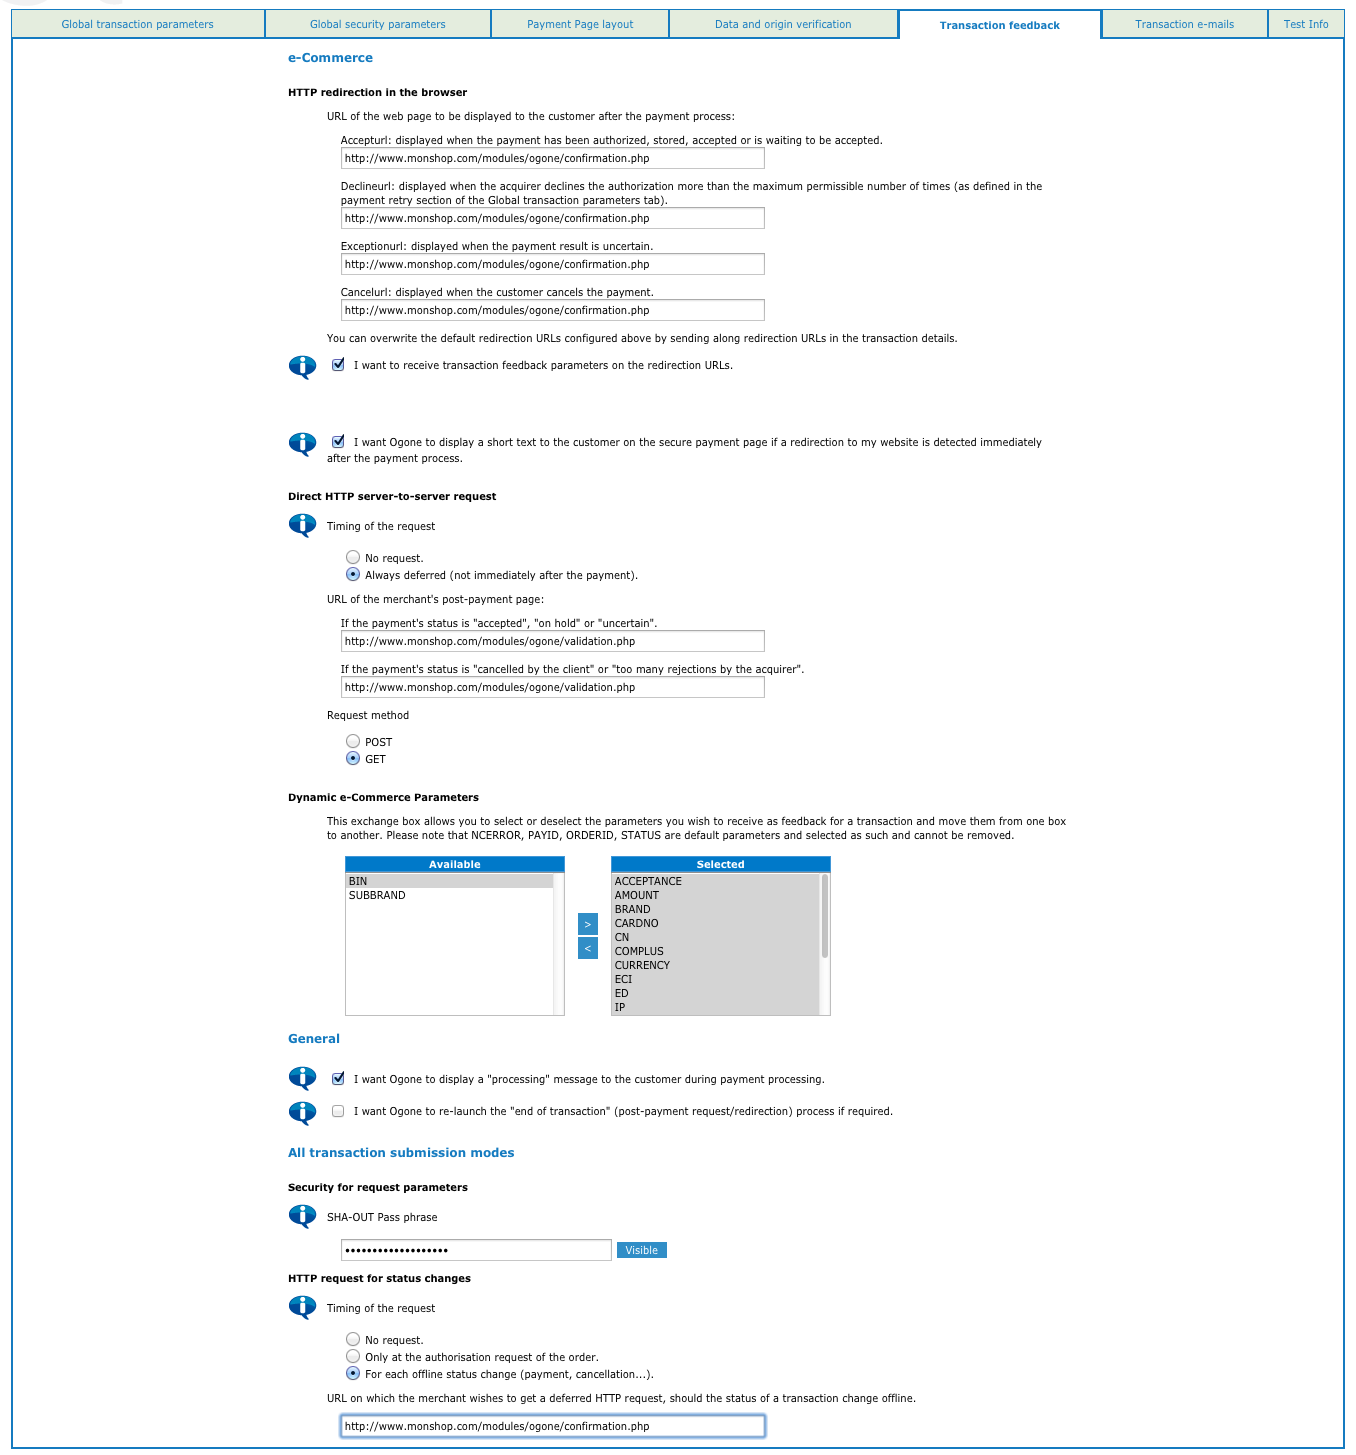 Global transaction parameters Global security parameters Payment Page layout Data and origin verification Transaction feedback Transaction e-mails Test Info
e-Commerce
HTTP redirection in the browser
URL of the web page to be displayed to the customer after the payment process:
Accepturl: displayed when the payment has been authorized, stored, accepted or is waiting to be accepted.
http://www.monshop.com/modules/ogone/confirmation.php
Declineurl: displayed when the acquirer declines the authorization more than the maximum permissible number of times (as defined in the
payment retry section of the Global transaction parameters tab).
http://www.monshop.com/modules/ogone/confirmation.php
Exceptionurl: displayed when the payment result is uncertain.
http://www.monshop.com/modules/ogone/confirmation.php
Cancelurl: displayed when the customer cancels the payment.
http://www.monshop.com/modules/ogone/confirmation.php
You can overwrite the default redirection URLs configured above by sending along redirection URLs in the transaction details.
I want to receive transaction feedback parameters on the redirection URLs.
I want Ogone to display a short text to the customer on the secure payment page if a redirection to my website is detected immediately
after the payment process.
Direct HTTP server-to-server request
Timing of the request
No request.
Always deferred (not immediately after the payment).
URL of the merchant's post-payment page:
If the payment's status is "accepted", "on hold" or "uncertain".
http://www.monshop.com/modules/ogone/validation.php
If the payment's status is "cancelled by the client" or "too many rejections by the acquirer".
http://www.monshop.com/modules/ogone/validation.php
Request method
POST
GET
Dynamic e-Commerce Parameters
This exchange box allows you to select or deselect the parameters you wish to receive as feedback for a transaction and move them from one box
to another. Please note that NCERROR, PAYID, ORDERID, STATUS are default parameters and selected as such and cannot be removed.
Available
BIN
SUBBRAND
>
<
Selected
ACCEPTANCE
AMOUNT
BRAND
CARDNO
CN
COMPLUS
CURRENCY
ECI
ED
IP
General
I want Ogone to display a "processing" message to the customer during payment processing.
I want Ogone to re-launch the "end of transaction" (post-payment request/redirection) process if required.
All transaction submission modes
Security for request parameters
SHA-OUT Pass phrase
•••••••••••••••••••
Visible
HTTP request for status changes
Timing of the request
No request.
Only at the authorisation request of the order.
For each offline status change (payment, cancellation...).
URL on which the merchant wishes to get a deferred HTTP request, should the status of a transaction change offline.
http://www.monshop.com/modules/ogone/confirmation.php